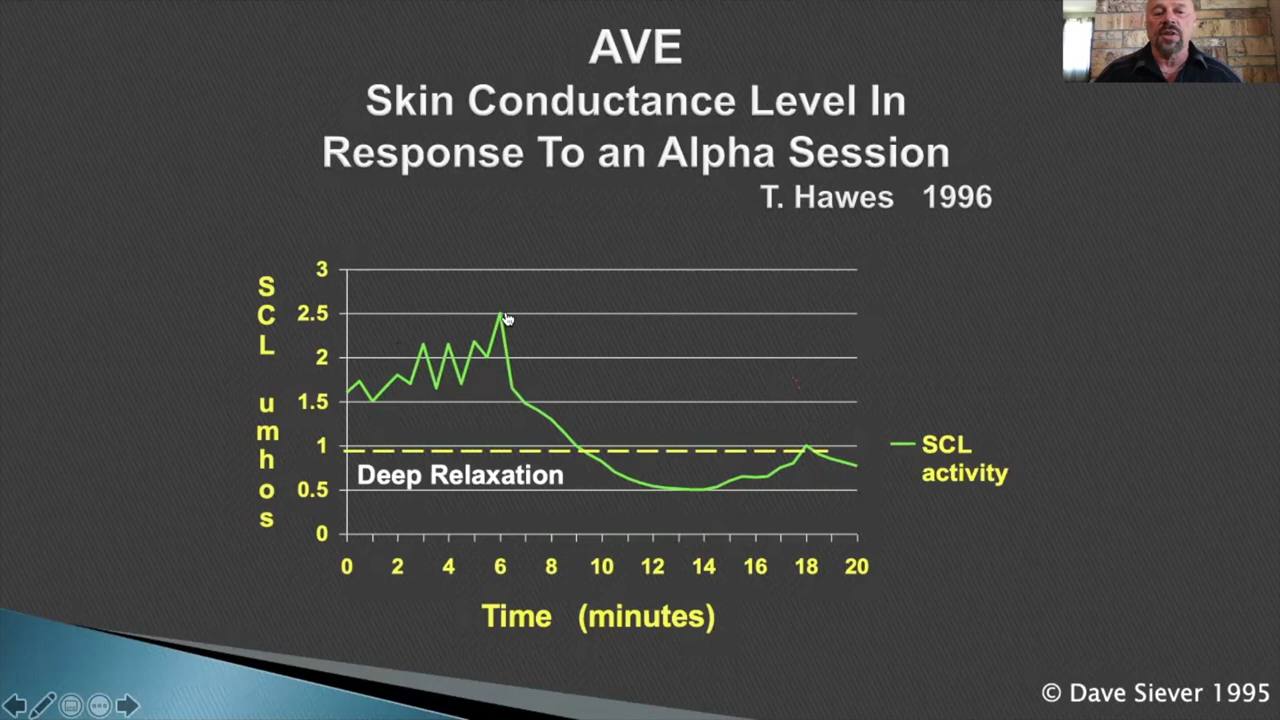 AVE
Skin Conductance Level In
Response To an Alpha Session
T. Hawes 1996
SCL umhos
3
2.5
2
1.5
1
0.5
0
Deep Relaxation
SCL
activity
0 2 4 6 8 10 12 14 16 18 20
Time (minutes)
© Dave Siever 1995